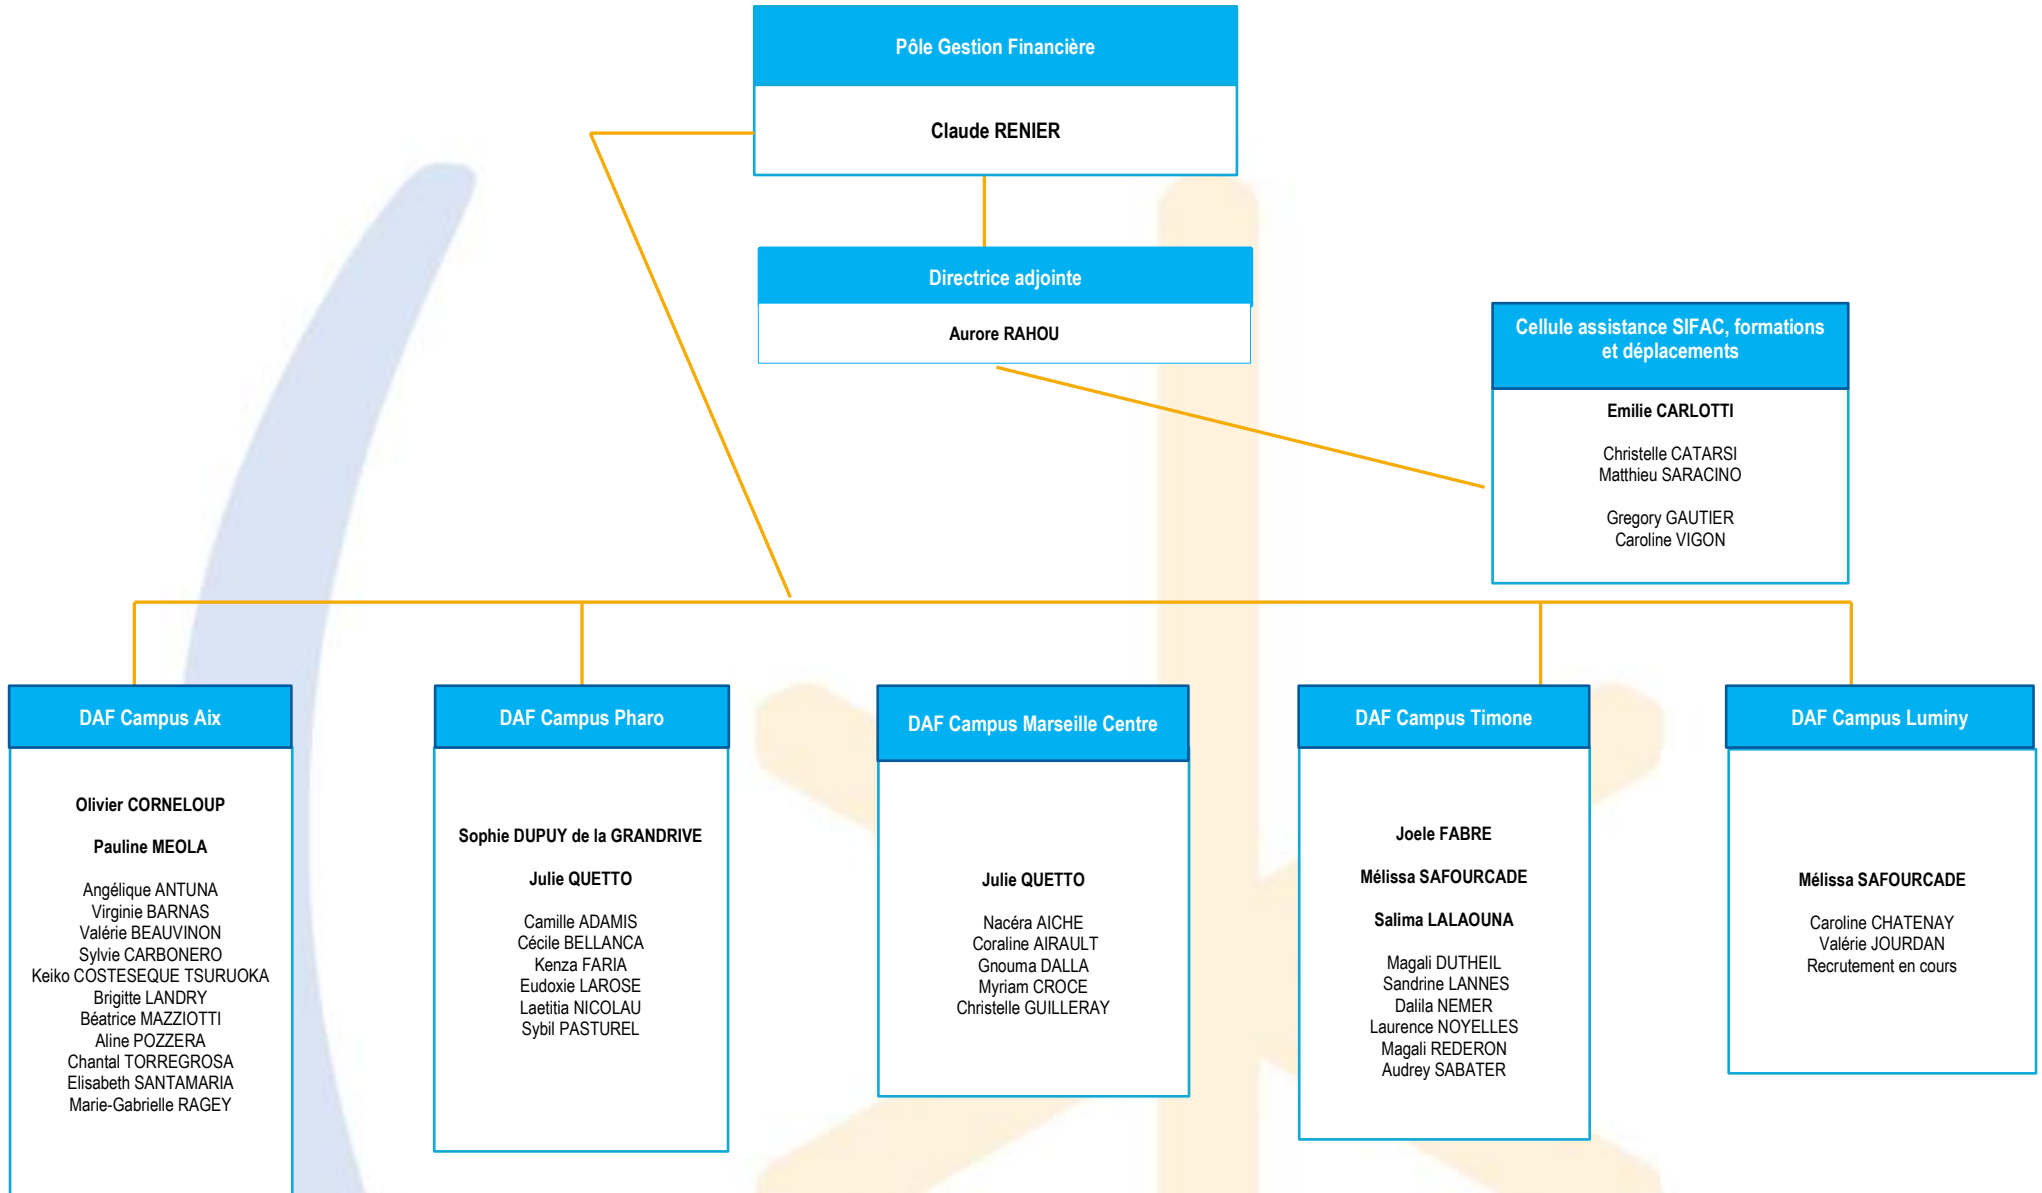 Pôle Gestion Financière
Claude RENIER
Directrice adjointe
Aurore RAHOU
Cellule assistance SIFAC, formations
et déplacements
Emilie CARLOTTI
Christelle CATARSI
Matthieu SARACINO
Gregory GAUTIER
Caroline VIGON
DAF Campus Aix
Olivier CORNELOUP
Pauline MEOLA
Angélique ANTUNA
Virginie BARNAS
Valérie BEAUVINON
Sylvie CARBONERO
Keiko COSTESEQUE TSURUOKA
Brigitte LANDRY
Béatrice MAZZIOTTI
Aline POZZERA
Chantal TORREGROSA
Elisabeth SANTAMARIA
Marie-Gabrielle RAGEY
DAF Campus Pharo
Sophie DUPUY de la GRANDRIVE
Julie QUETTO
Camille ADAMIS
Cécile BELLANCA
Kenza FARIA
Eudoxie LAROSE
Laetitia NICOLAU
Sybil PASTUREL
DAF Campus Marseille Centre
Julie QUETTO
Nacéra AICHE
Coraline AIRAULT
Gnouma DALLA
Myriam CROCE
Christelle GUILLERAY
DAF Campus Timone
Joele FABRE
Mélissa SAFOURCADE
Salima LALAOUNA
Magali DUTHEIL
Sandrine LANNES
Dalila NEMER
Laurence NOYELLES
Magali REDERON
Audrey SABATER
DAF Campus Luminy
Mélissa SAFOURCADE
Caroline CHATENAY
Valérie JOURDAN
Recrutement en cours